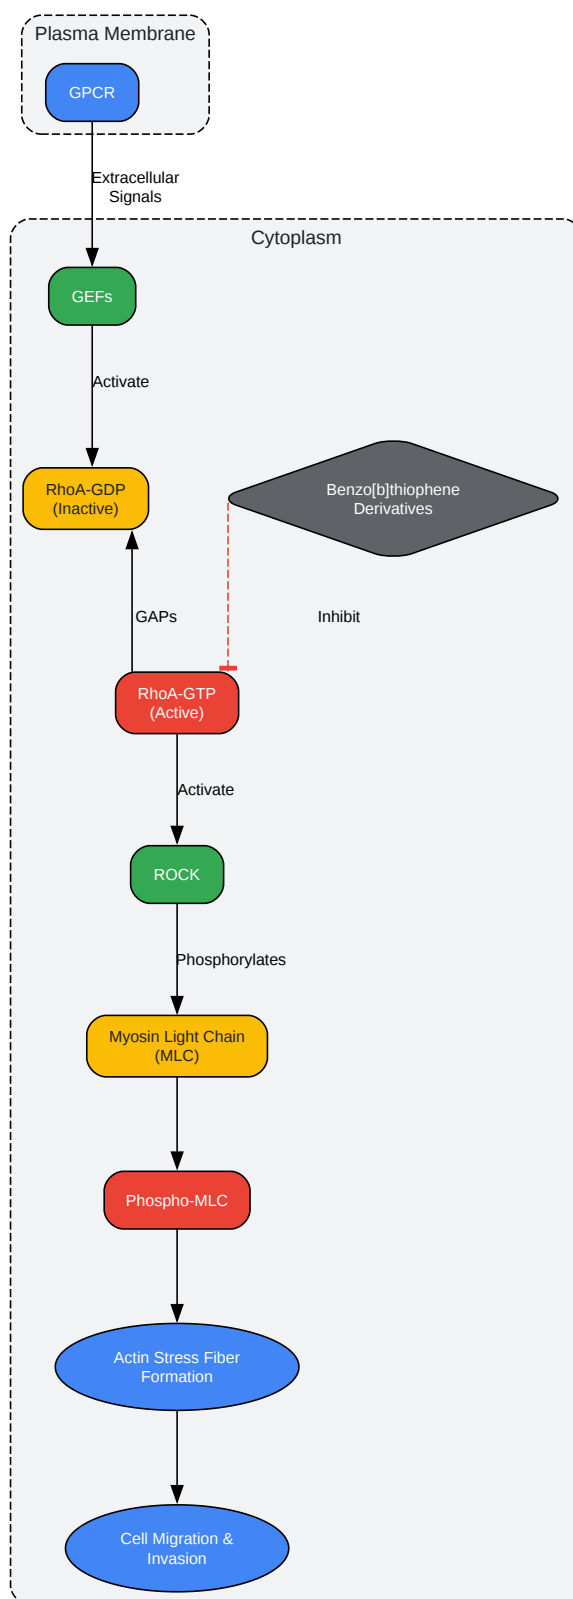 Plasma Membrane
GPCR
Extracellular
Signals
Cytoplasm
GEFs
Activate
RhoA-GDP
(Inactive)
Benzo[b]thiophene
Derivatives
GAPs
Inhibit
RhoA-GTP
(Active)
Activate
ROCK
Phosphorylates
Myosin Light Chain
(MLC)
Phospho-MLC
Actin Stress Fiber
Formation
Cell Migration &
Invasion